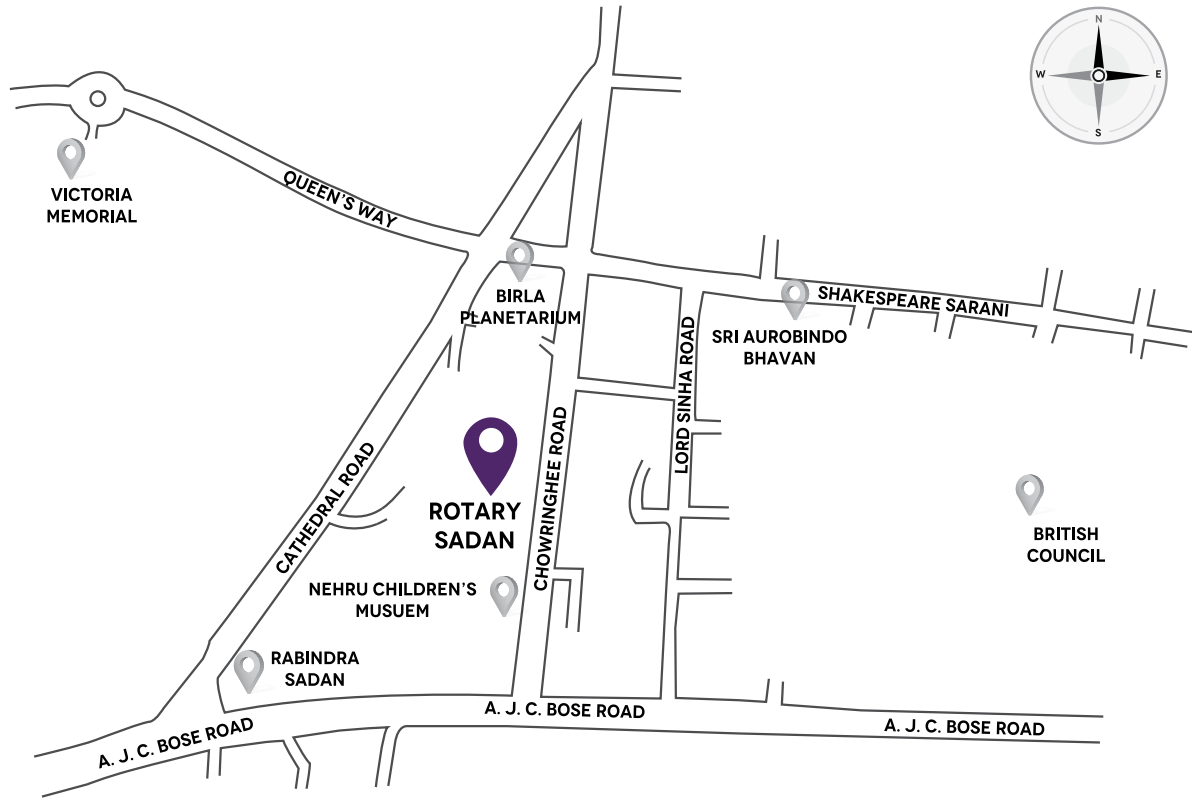 N
W
E
S
VICTORIA
MEMORIAL
QUEEN'S WAY
BIRLA
PLANETARIUM
SHAKESPEARE SARANI
SRI AUROBINDO
BHAVAN
LORD SINHA ROAD
CHOWRINGHEE ROAD
CATHEDRAL ROAD
ROTARY
SADAN
BRITISH
COUNCIL
NEHRU CHILDREN'S
MUSUEM
RABINDRA
SADAN
A. J. C. BOSE ROAD
A. J. C. BOSE ROAD
A. J. C. BOSE ROAD